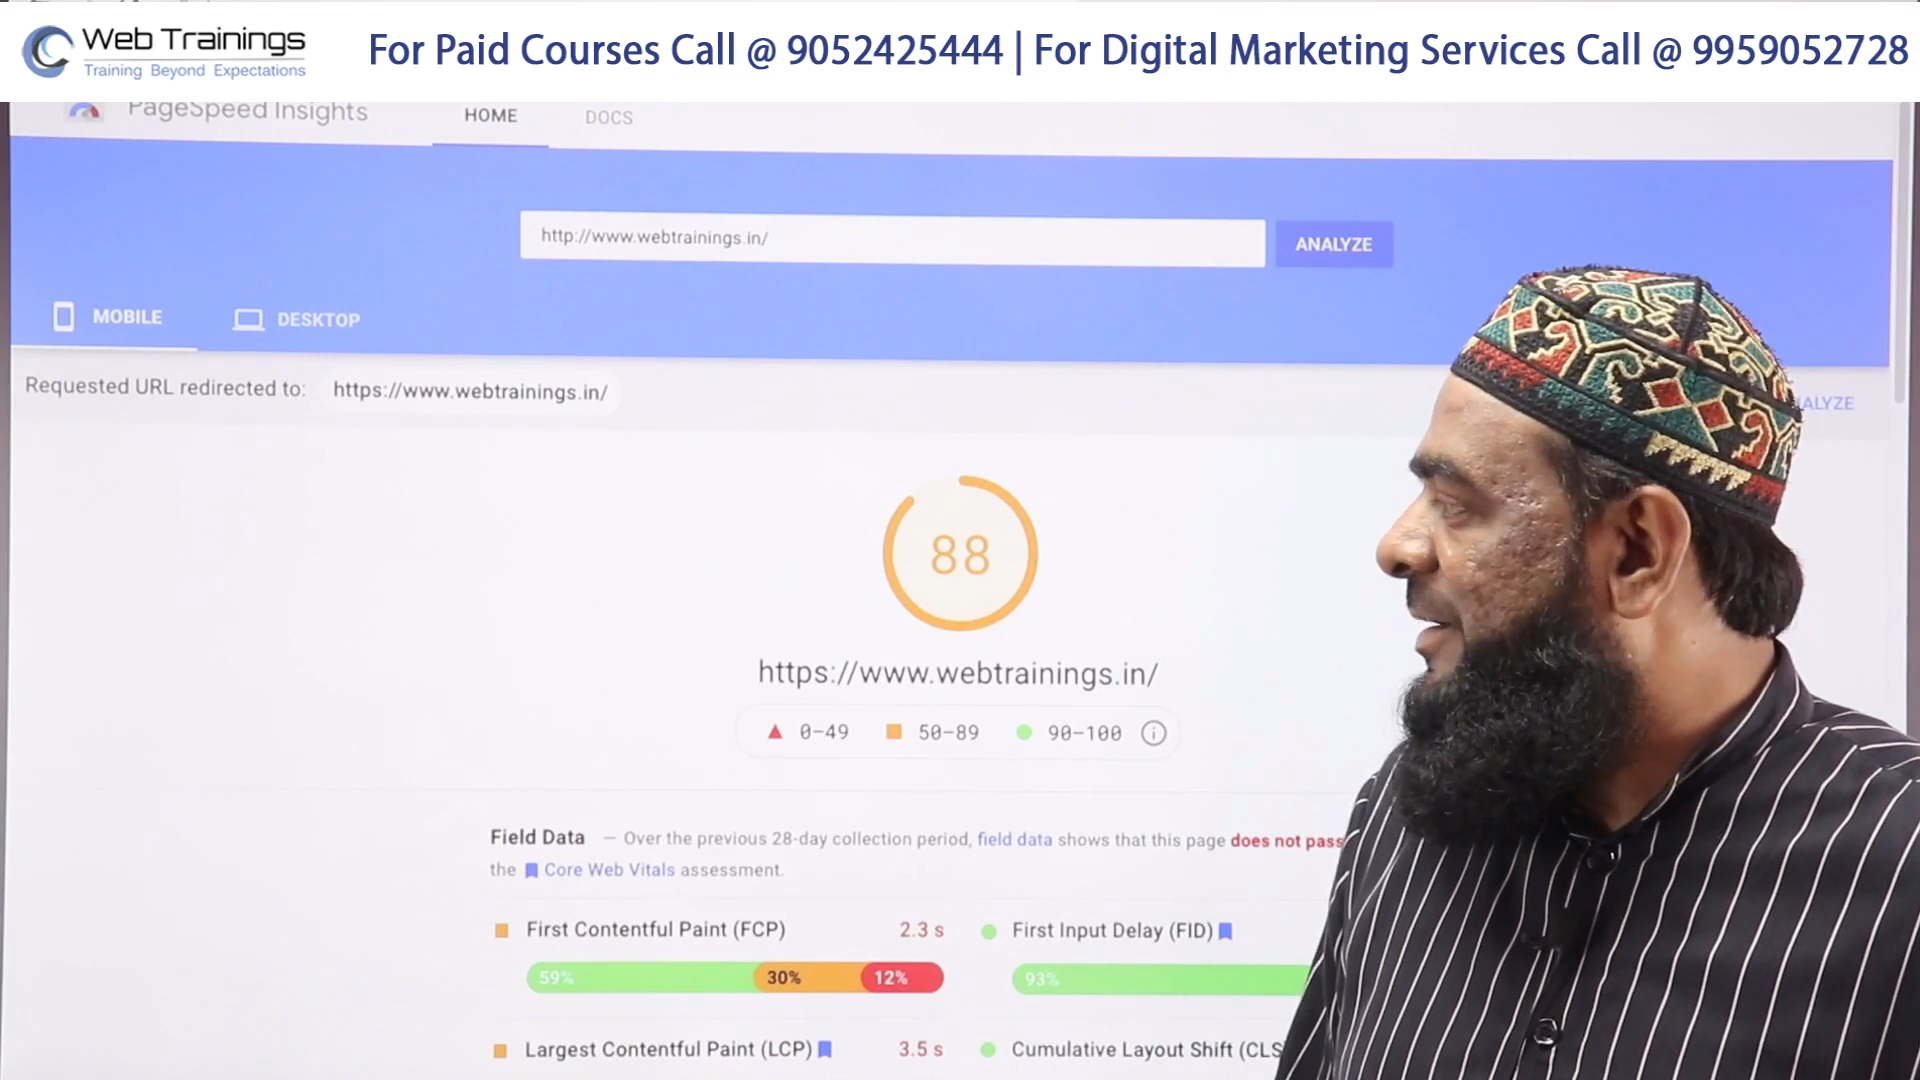 Web Trainings
Training Beyond Expectations
For Paid Courses Call @ 9052425444 | For Digital Marketing Services Call @ 9959052728
PageSpeed Insights HOME DOCS
http://www.webtrainings.in/ ANALYZE
MOBILE DESKTOP
Requested URL redirected to: https://www.webtrainings.in/
88
https://www.webtrainings.in/
0–49 50–89 90–100
Field Data — Over the previous 28-day collection period, field data shows that this page does not pass
the Core Web Vitals assessment.
First Contentful Paint (FCP) 2.3 s First Input Delay (FID)
59% 30% 12% 93%
Largest Contentful Paint (LCP) 3.5 s Cumulative Layout Shift (CLS